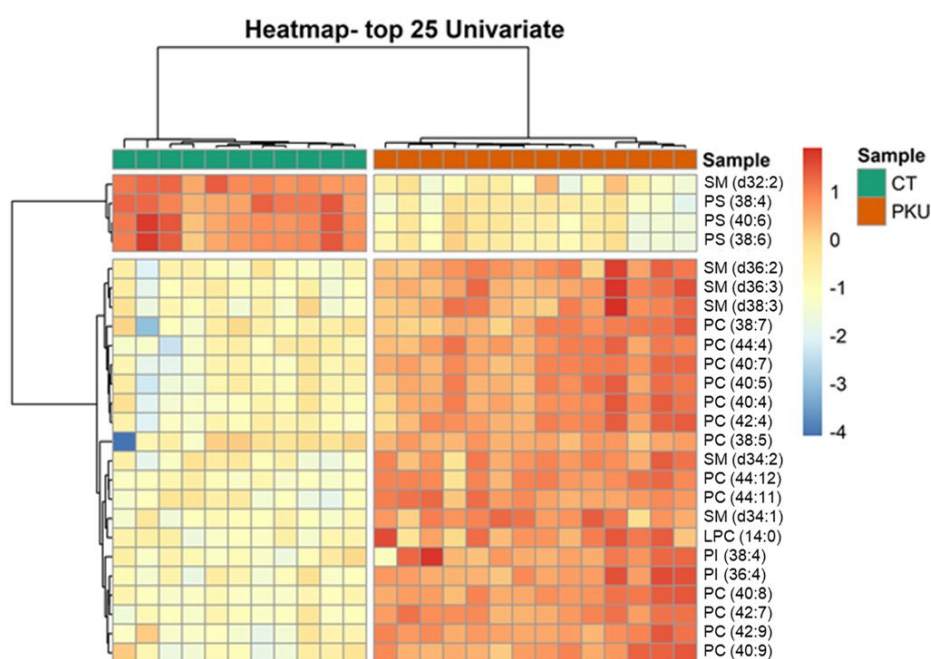 Heatmap- top 25 Univariate
Sample
SM (d32:2)
PS (38:4)
PS (40:6)
PS (38:6)
SM (d36:2)
SM (d36:3)
SM (d38:3)
PC (38:7)
PC (44:4)
PC (40:7)
PC (40:5)
PC (40:4)
PC (42:4)
PC (38:5)
SM (d34:2)
PC (44:12)
PC (44:11)
SM (d34:1)
LPC (14:0)
PI (38:4)
PI (36:4)
PC (40:8)
PC (42:7)
PC (42:9)
PC (40:9)
1
0
-1
-2
-3
-4
Sample
CT
PKU